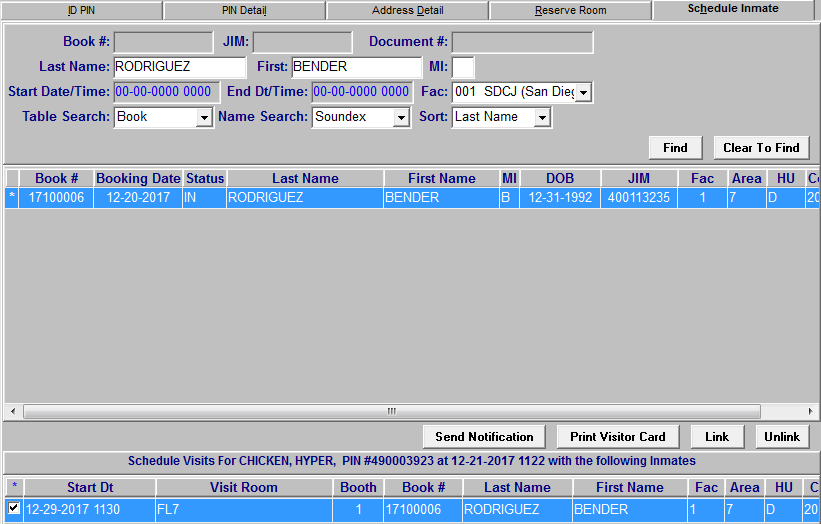 ID PIN PIN Detail Address Detail Reserve Room Schedule Inmate
Book #: JIM: Document #:
Last Name: RODRIGUEZ First: BENDER MI:
Start Date/Time: 00-00-0000 0000 End Dt/Time: 00-00-0000 0000 Fac: 001 SDCJ (San Dieg
Table Search: Book Name Search: Soundex Sort: Last Name
Find Clear To Find
Book # Booking Date Status Last Name First Name MI DOB JIM Fac Area HU Co
* 17100006 12-20-2017 IN RODRIGUEZ BENDER B 12-31-1992 400113235 1 7 D 20
Send Notification Print Visitor Card Link Unlink
Schedule Visits For CHICKEN, HYPER, PIN #490003923 at 12-21-2017 1122 with the following Inmates
* Start Dt Visit Room Booth Book # Last Name First Name Fac Area HU C
12-29-2017 1130 FL7 1 17100006 RODRIGUEZ BENDER 1 7 D 20